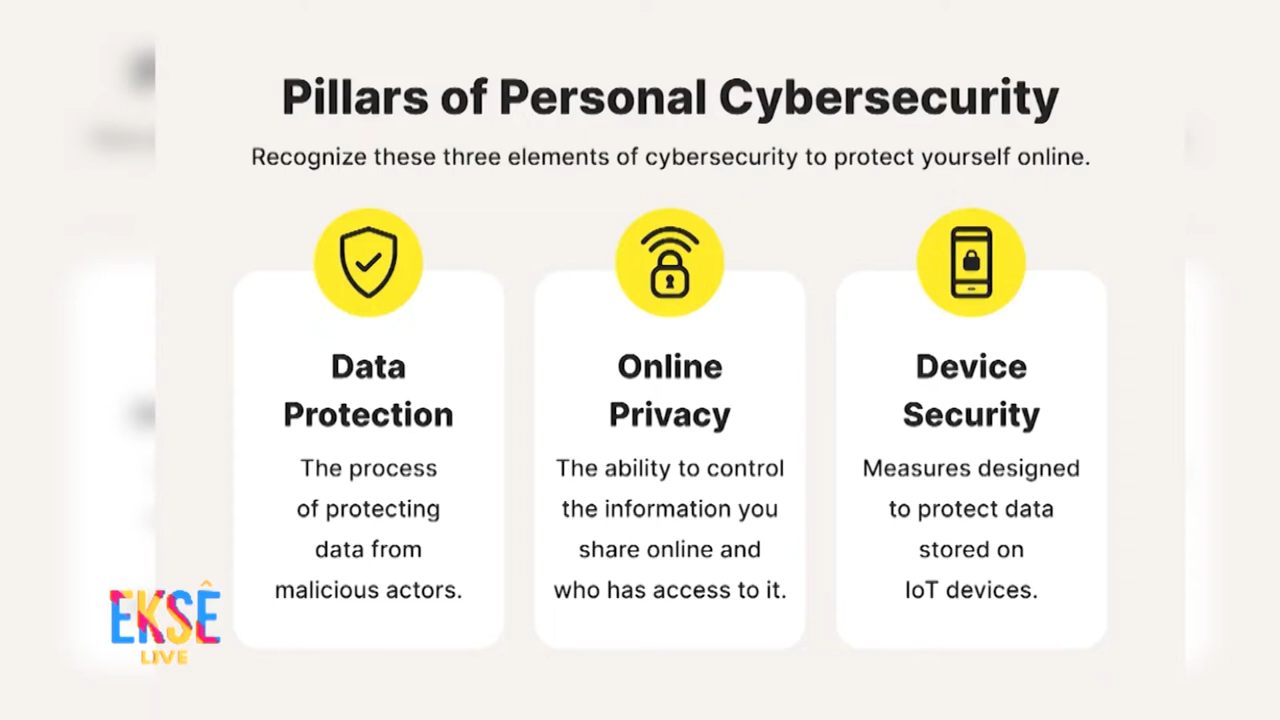 Pillars of Personal Cybersecurity
Recognize these three elements of cybersecurity to protect yourself online.
Data
Protection
The process
of protecting
data from
malicious actors.
Online
Privacy
The ability to control
the information you
share online and
who has access to it.
Device
Security
Measures designed
to protect data
stored on
IoT devices.
EKSÊ
LIVE